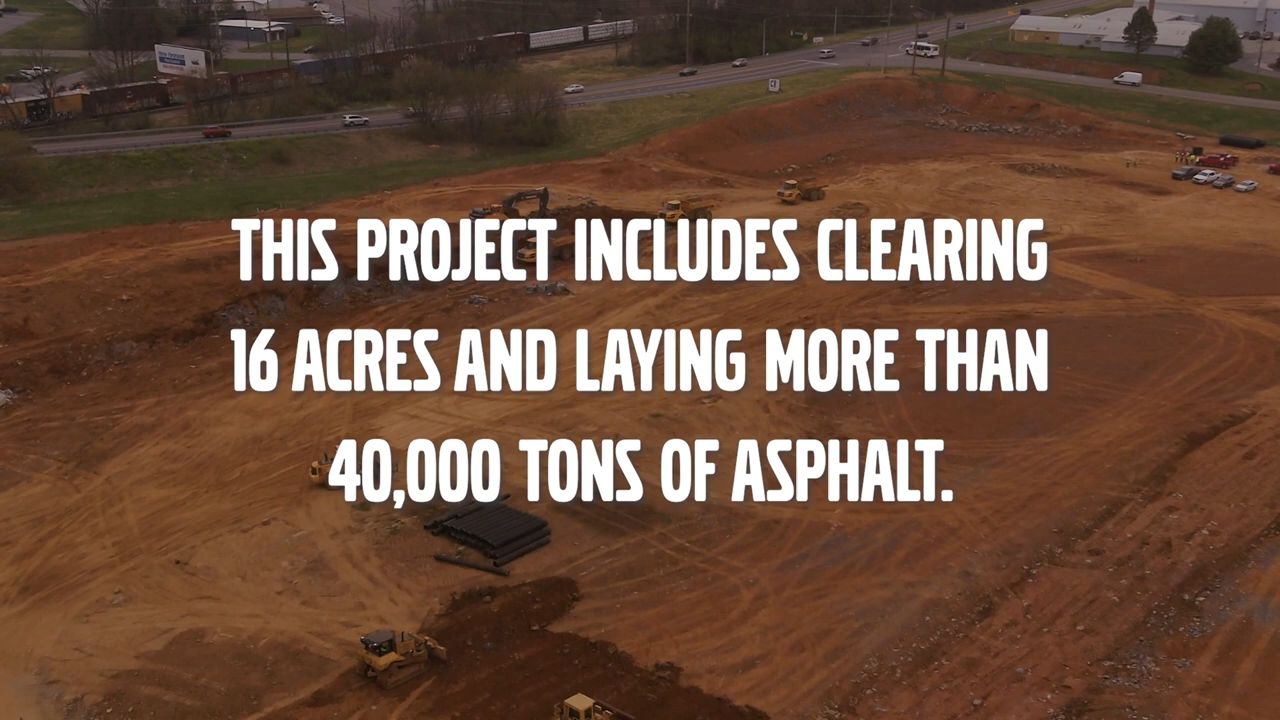 THIS PROJECT INCLUDES CLEARING
16 ACRES AND LAYING MORE THAN
40,000 TONS OF ASPHALT.